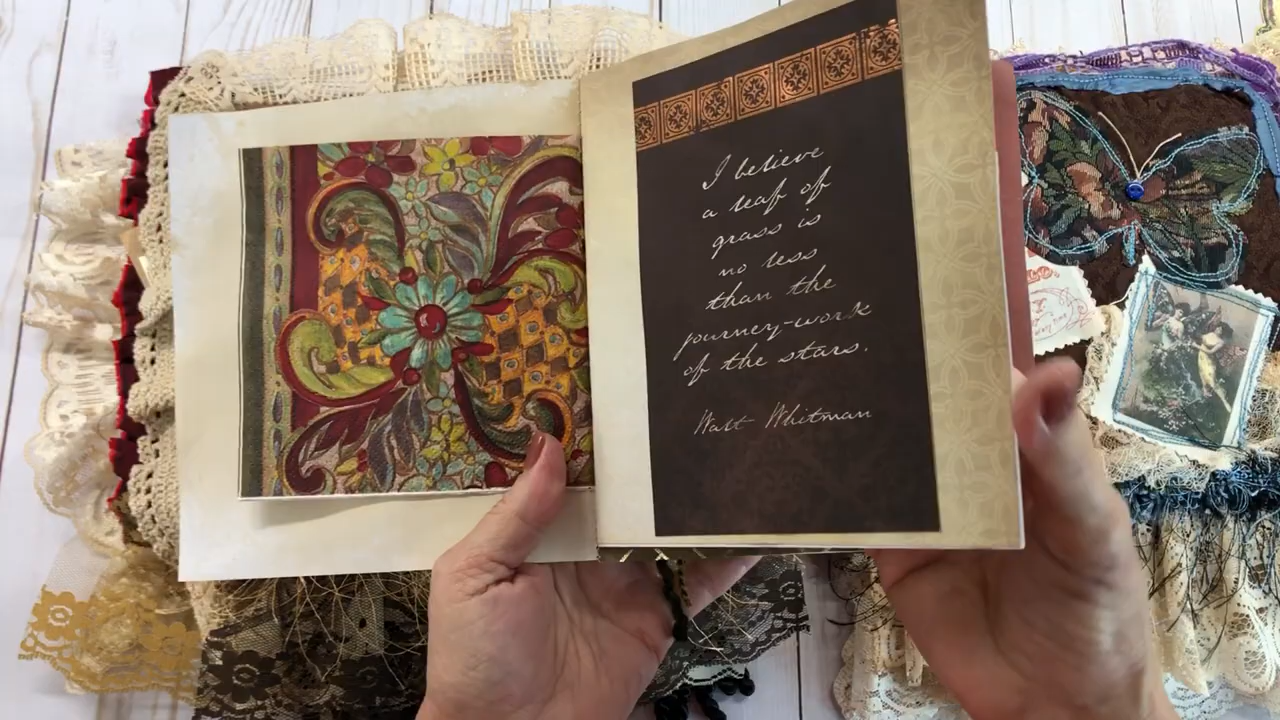 I believe
a leaf of
grass is
no less
than the
journey-work
of the stars.
Walt Whitman